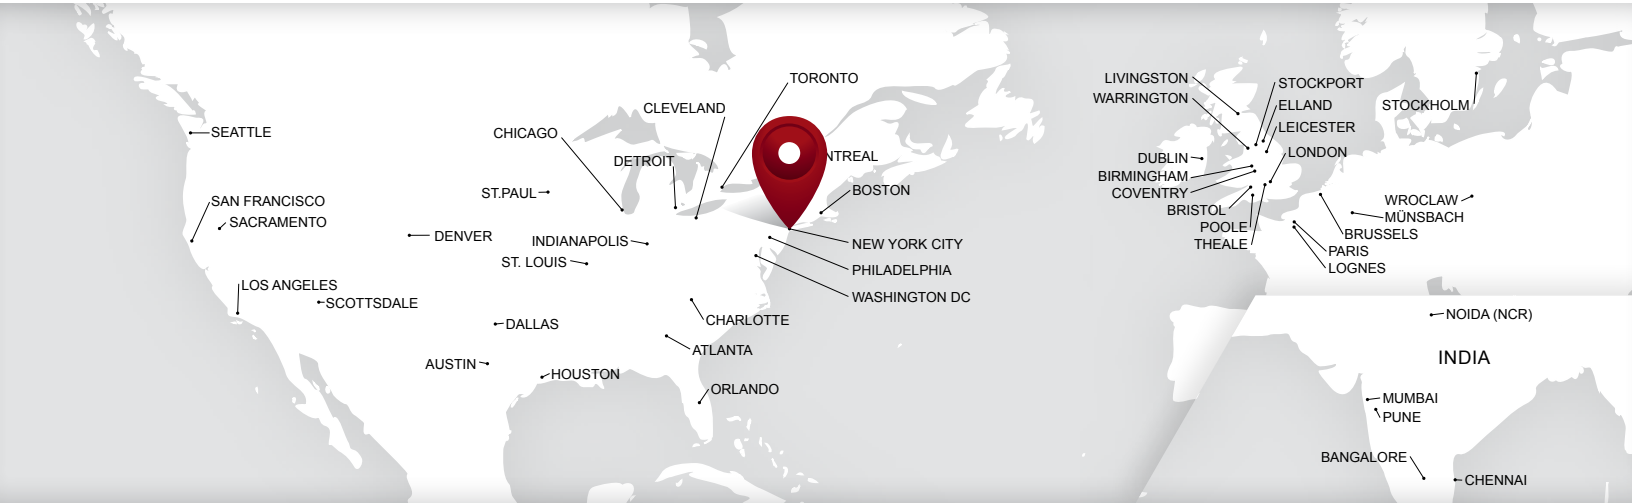 TORONTO
CLEVELAND
CHICAGO
SEATTLE
DETROIT
NTREAL
ST.PAUL
BOSTON
SAN FRANCISCO
SACRAMENTO
DENVER
INDIANAPOLIS
NEW YORK CITY
ST. LOUIS
PHILADELPHIA
LOS ANGELES
WASHINGTON DC
SCOTTSDALE
CHARLOTTE
DALLAS
ATLANTA
AUSTIN
HOUSTON
ORLANDO
LIVINGSTON
STOCKPORT
WARRINGTON
ELLAND
STOCKHOLM
LEICESTER
LONDON
DUBLIN
BIRMINGHAM
COVENTRY
WROCLAW
BRISTOL
MÜNSBACH
POOLE
BRUSSELS
THEALE
PARIS
LOGNES
NOIDA (NCR)
INDIA
MUMBAI
PUNE
BANGALORE
CHENNAI